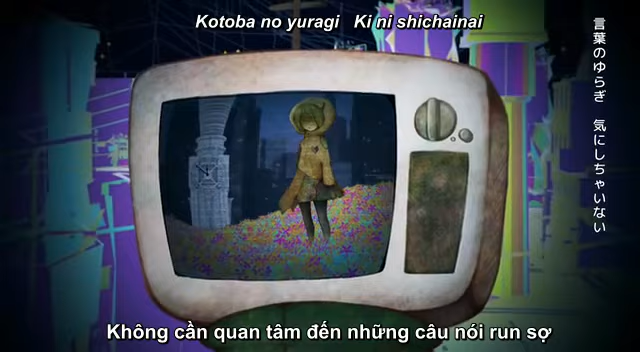 Kotoba no yuragi Ki ni shichainai
言葉のゆらぎ 気にしちゃいない
Không cần quan tâm đến những câu nói run sợ